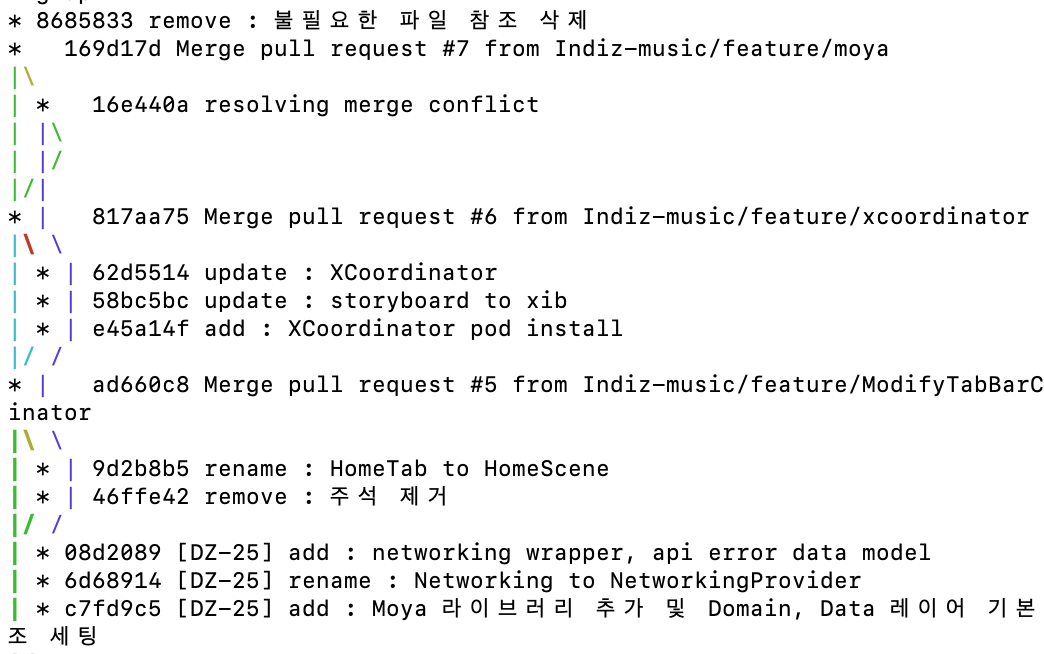 * 8685833 remove : 불필요한 파일 참조 삭제
*   169d17d Merge pull request #7 from Indiz-music/feature/moya
|\
| *   16e440a resolving merge conflict
| |\
| |/
|/|
* |   817aa75 Merge pull request #6 from Indiz-music/feature/xcoordinator
|\ \
| * | 62d5514 update : XCoordinator
| * | 58bc5bc update : storyboard to xib
| * | e45a14f add : XCoordinator pod install
|/ /
* |   ad660c8 Merge pull request #5 from Indiz-music/feature/ModifyTabBarC
inator
|\ \
| * | 9d2b8b5 rename : HomeTab to HomeScene
| * | 46ffe42 remove : 주석 제거
|/ /
| * 08d2089 [DZ-25] add : networking wrapper, api error data model
| * 6d68914 [DZ-25] rename : Networking to NetworkingProvider
| * c7fd9c5 [DZ-25] add : Moya 라이브러리 추가 및 Domain, Data 레이어 기본
조 세팅